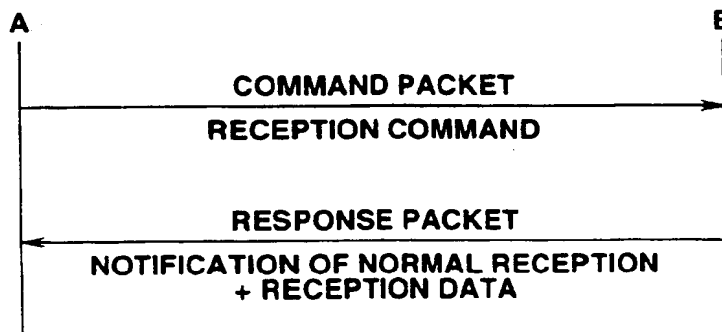 A
COMMAND PACKET
RECEPTION COMMAND
RESPONSE PACKET
NOTIFICATION OF NORMAL RECEPTION
+ RECEPTION DATA